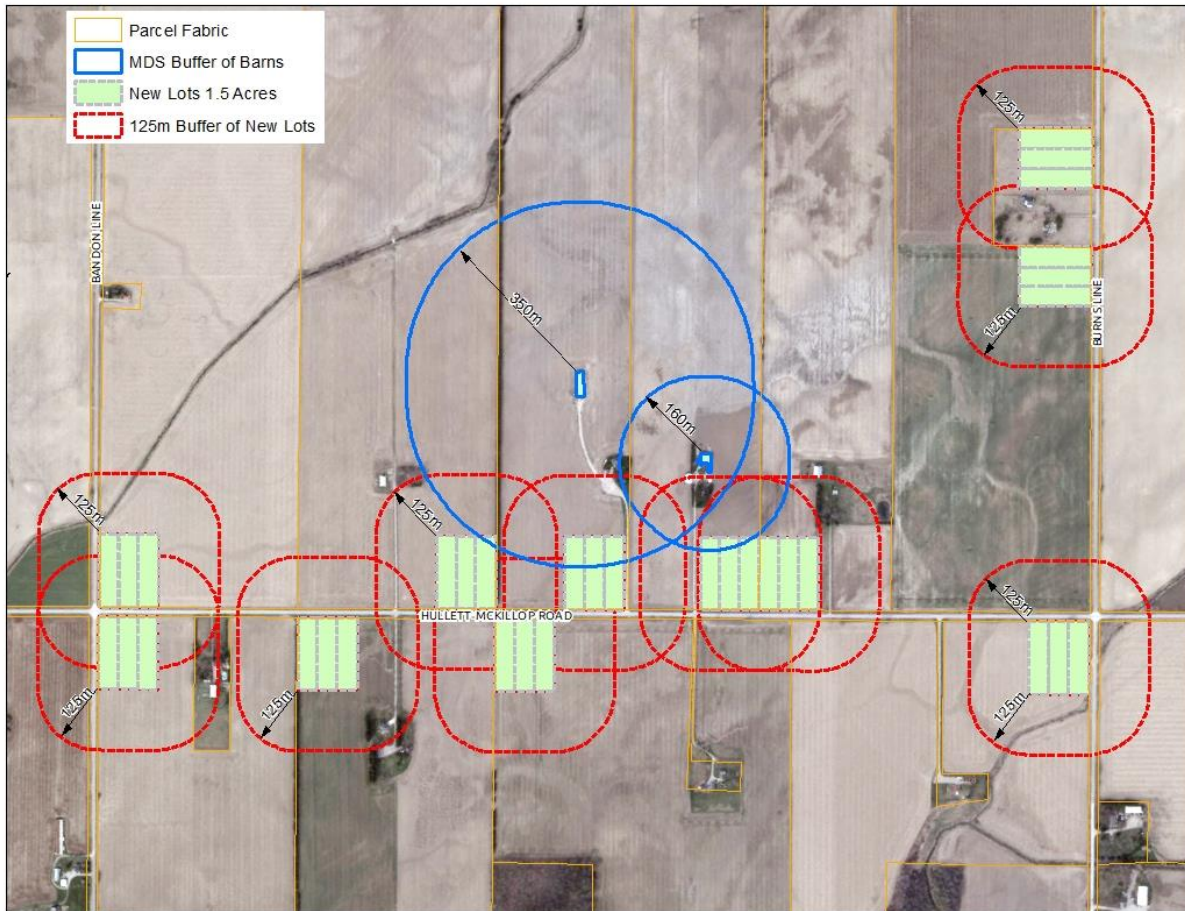 Parcel Fabric
MDS Buffer of Barns
New Lots 1.5 Acres
125m Buffer of New Lots
125m
BANDON LINE
350m
125m
BURNS LINE
160m
125m
125m
125m
HULLETT-MCKILLOP ROAD
125m
125m
125m